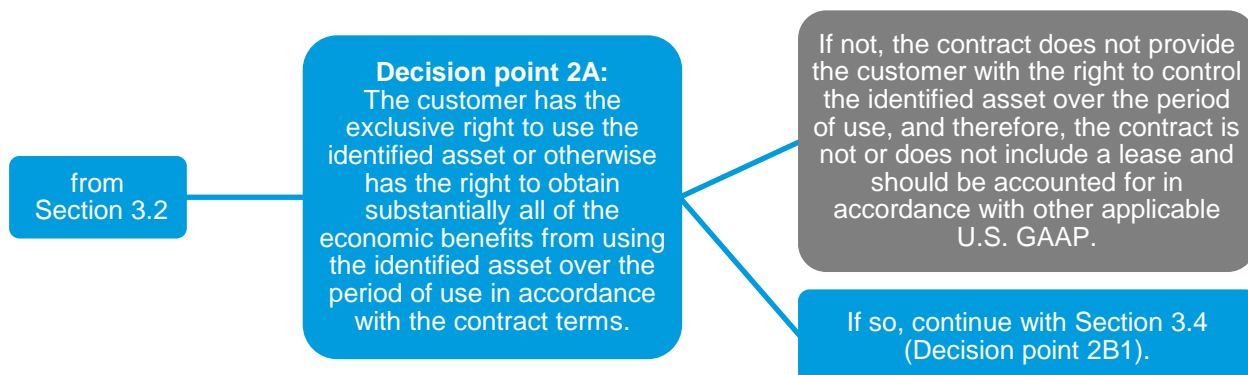 from
Section 3.2
Decision point 2A:
The customer has the
exclusive right to use the
identified asset or otherwise
has the right to obtain
substantially all of the
economic benefits from using
the identified asset over the
period of use in accordance
with the contract terms.
If not, the contract does not provide
the customer with the right to control
the identified asset over the period
of use, and therefore, the contract is
not or does not include a lease and
should be accounted for in
accordance with other applicable
U.S. GAAP.
If so, continue with Section 3.4
(Decision point 2B1).